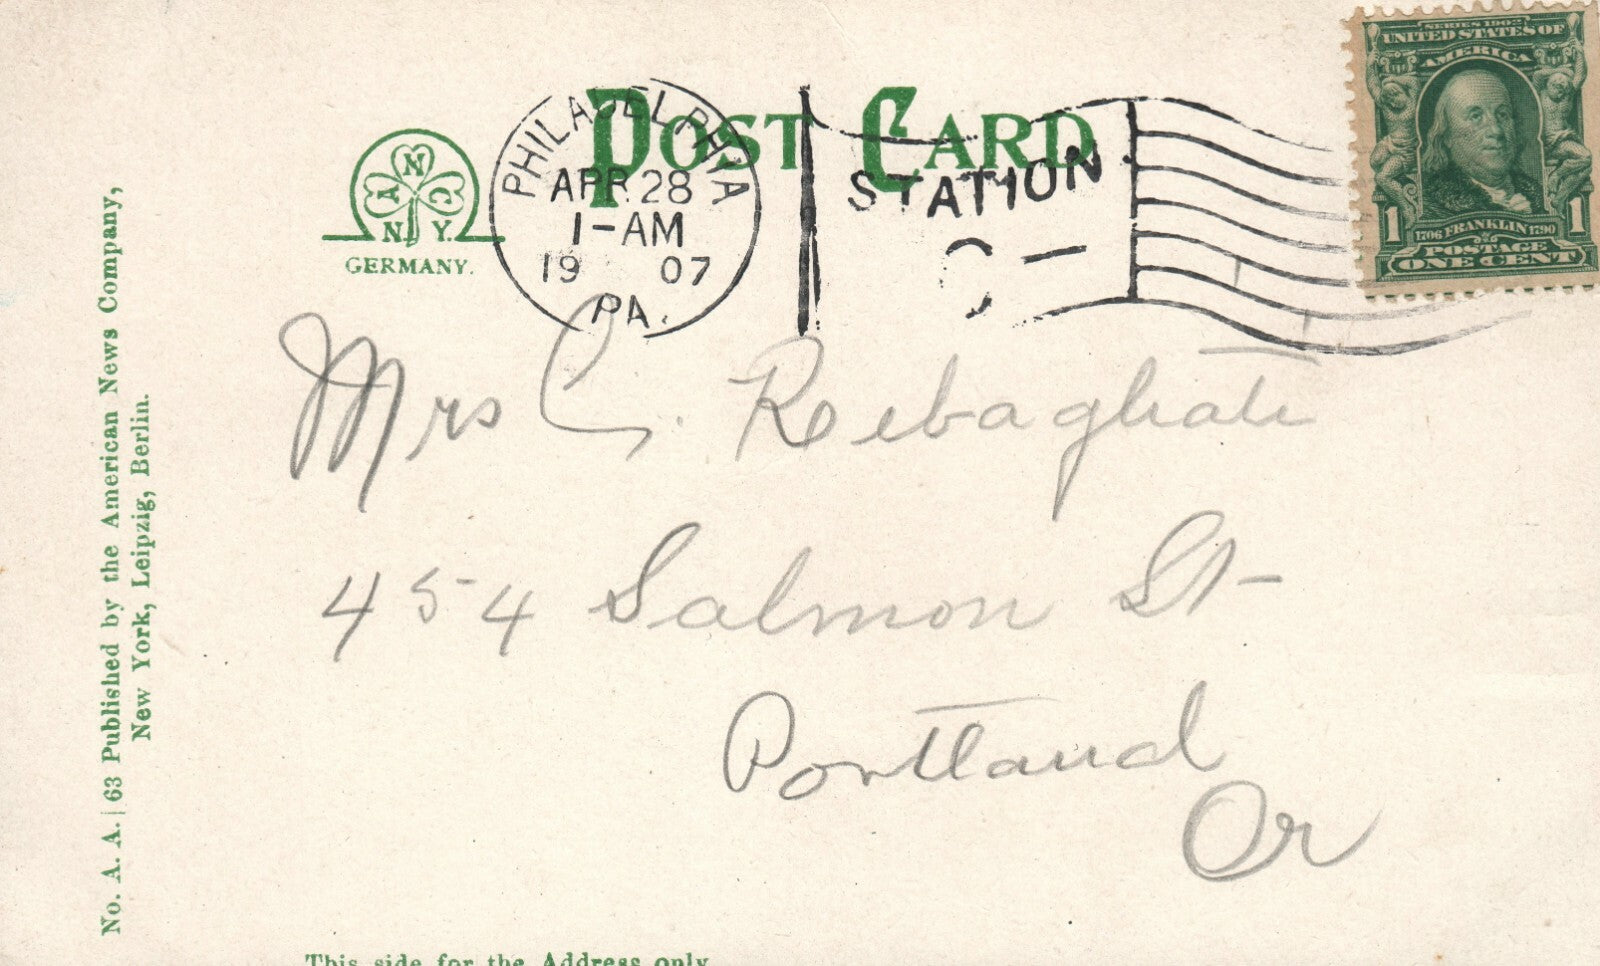 POST CARD
A N C
N. Y.
GERMANY.
PHILADELPHIA
APR 28
1-AM
19 07
PA.
STATION
C
SERIES 1902
UNITED STATES OF
AMERICA
1 1
1706 FRANKLIN 1790
POSTAGE
ONE CENT
Mrs C.
454 Salmon St
Portland
Or
No. A. A. 63 Published by the American News Company,
New York, Leipzig, Berlin.
This side for the Address only